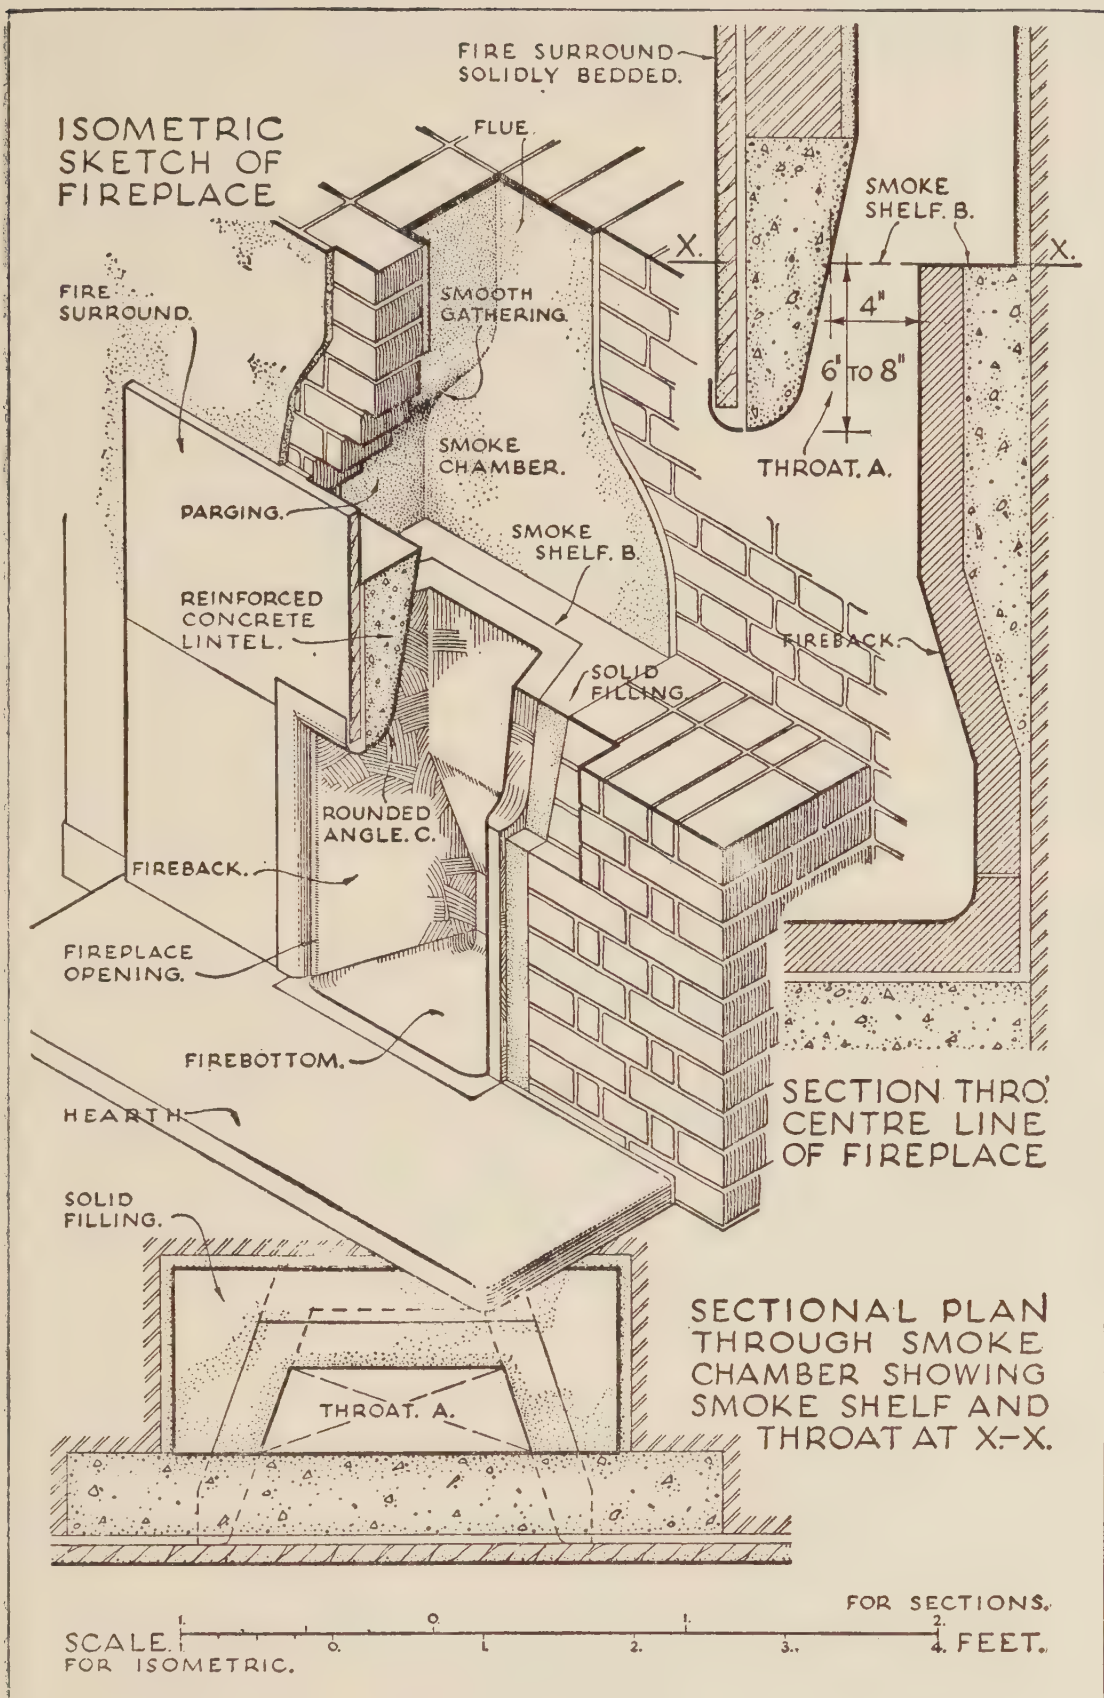 FIRE SURROUND
SOLIDLY BEDDED.
ISOMETRIC
SKETCH OF
FIREPLACE
FLUE.
SMOKE
SHELF. B.
X.
X.
FIRE
SURROUND.
SMOOTH
GATHERING.
4"
6" TO 8"
SMOKE
CHAMBER.
THROAT. A.
PARGING.
SMOKE
SHELF. B.
REINFORCED
CONCRETE
LINTEL.
FIREBACK.
SOLID
FILLING.
ROUNDED
ANGLE. C.
FIREBACK.
FIREPLACE
OPENING.
FIREBOTTOM.
HEARTH
SECTION THRO'
CENTRE LINE
OF FIREPLACE
SOLID
FILLING.
THROAT. A.
SECTIONAL PLAN
THROUGH SMOKE
CHAMBER SHOWING
SMOKE SHELF AND
THROAT AT X.-X.
FOR SECTIONS.
1. 0. 1. 2.
SCALE. 0. 1. 2. 3. 4. FEET.
FOR ISOMETRIC.